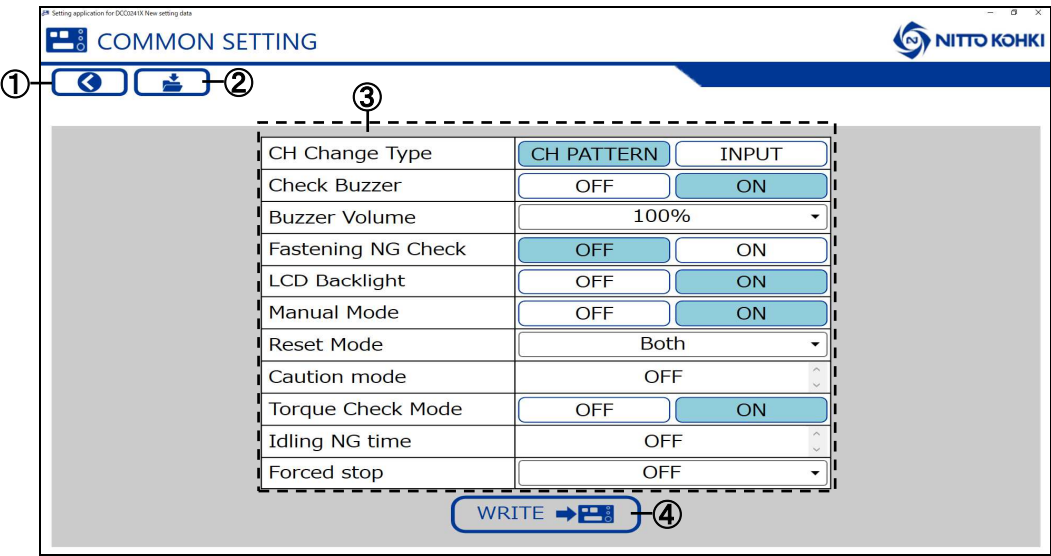 Setting application for DCC0241X New setting data
COMMON SETTING
NITTO KOHKI
① ②
③
CH Change Type CH PATTERN INPUT
Check Buzzer OFF ON
Buzzer Volume 100%
Fastening NG Check OFF ON
LCD Backlight OFF ON
Manual Mode OFF ON
Reset Mode Both
Caution mode OFF
Torque Check Mode OFF ON
Idling NG time OFF
Forced stop OFF
WRITE ④